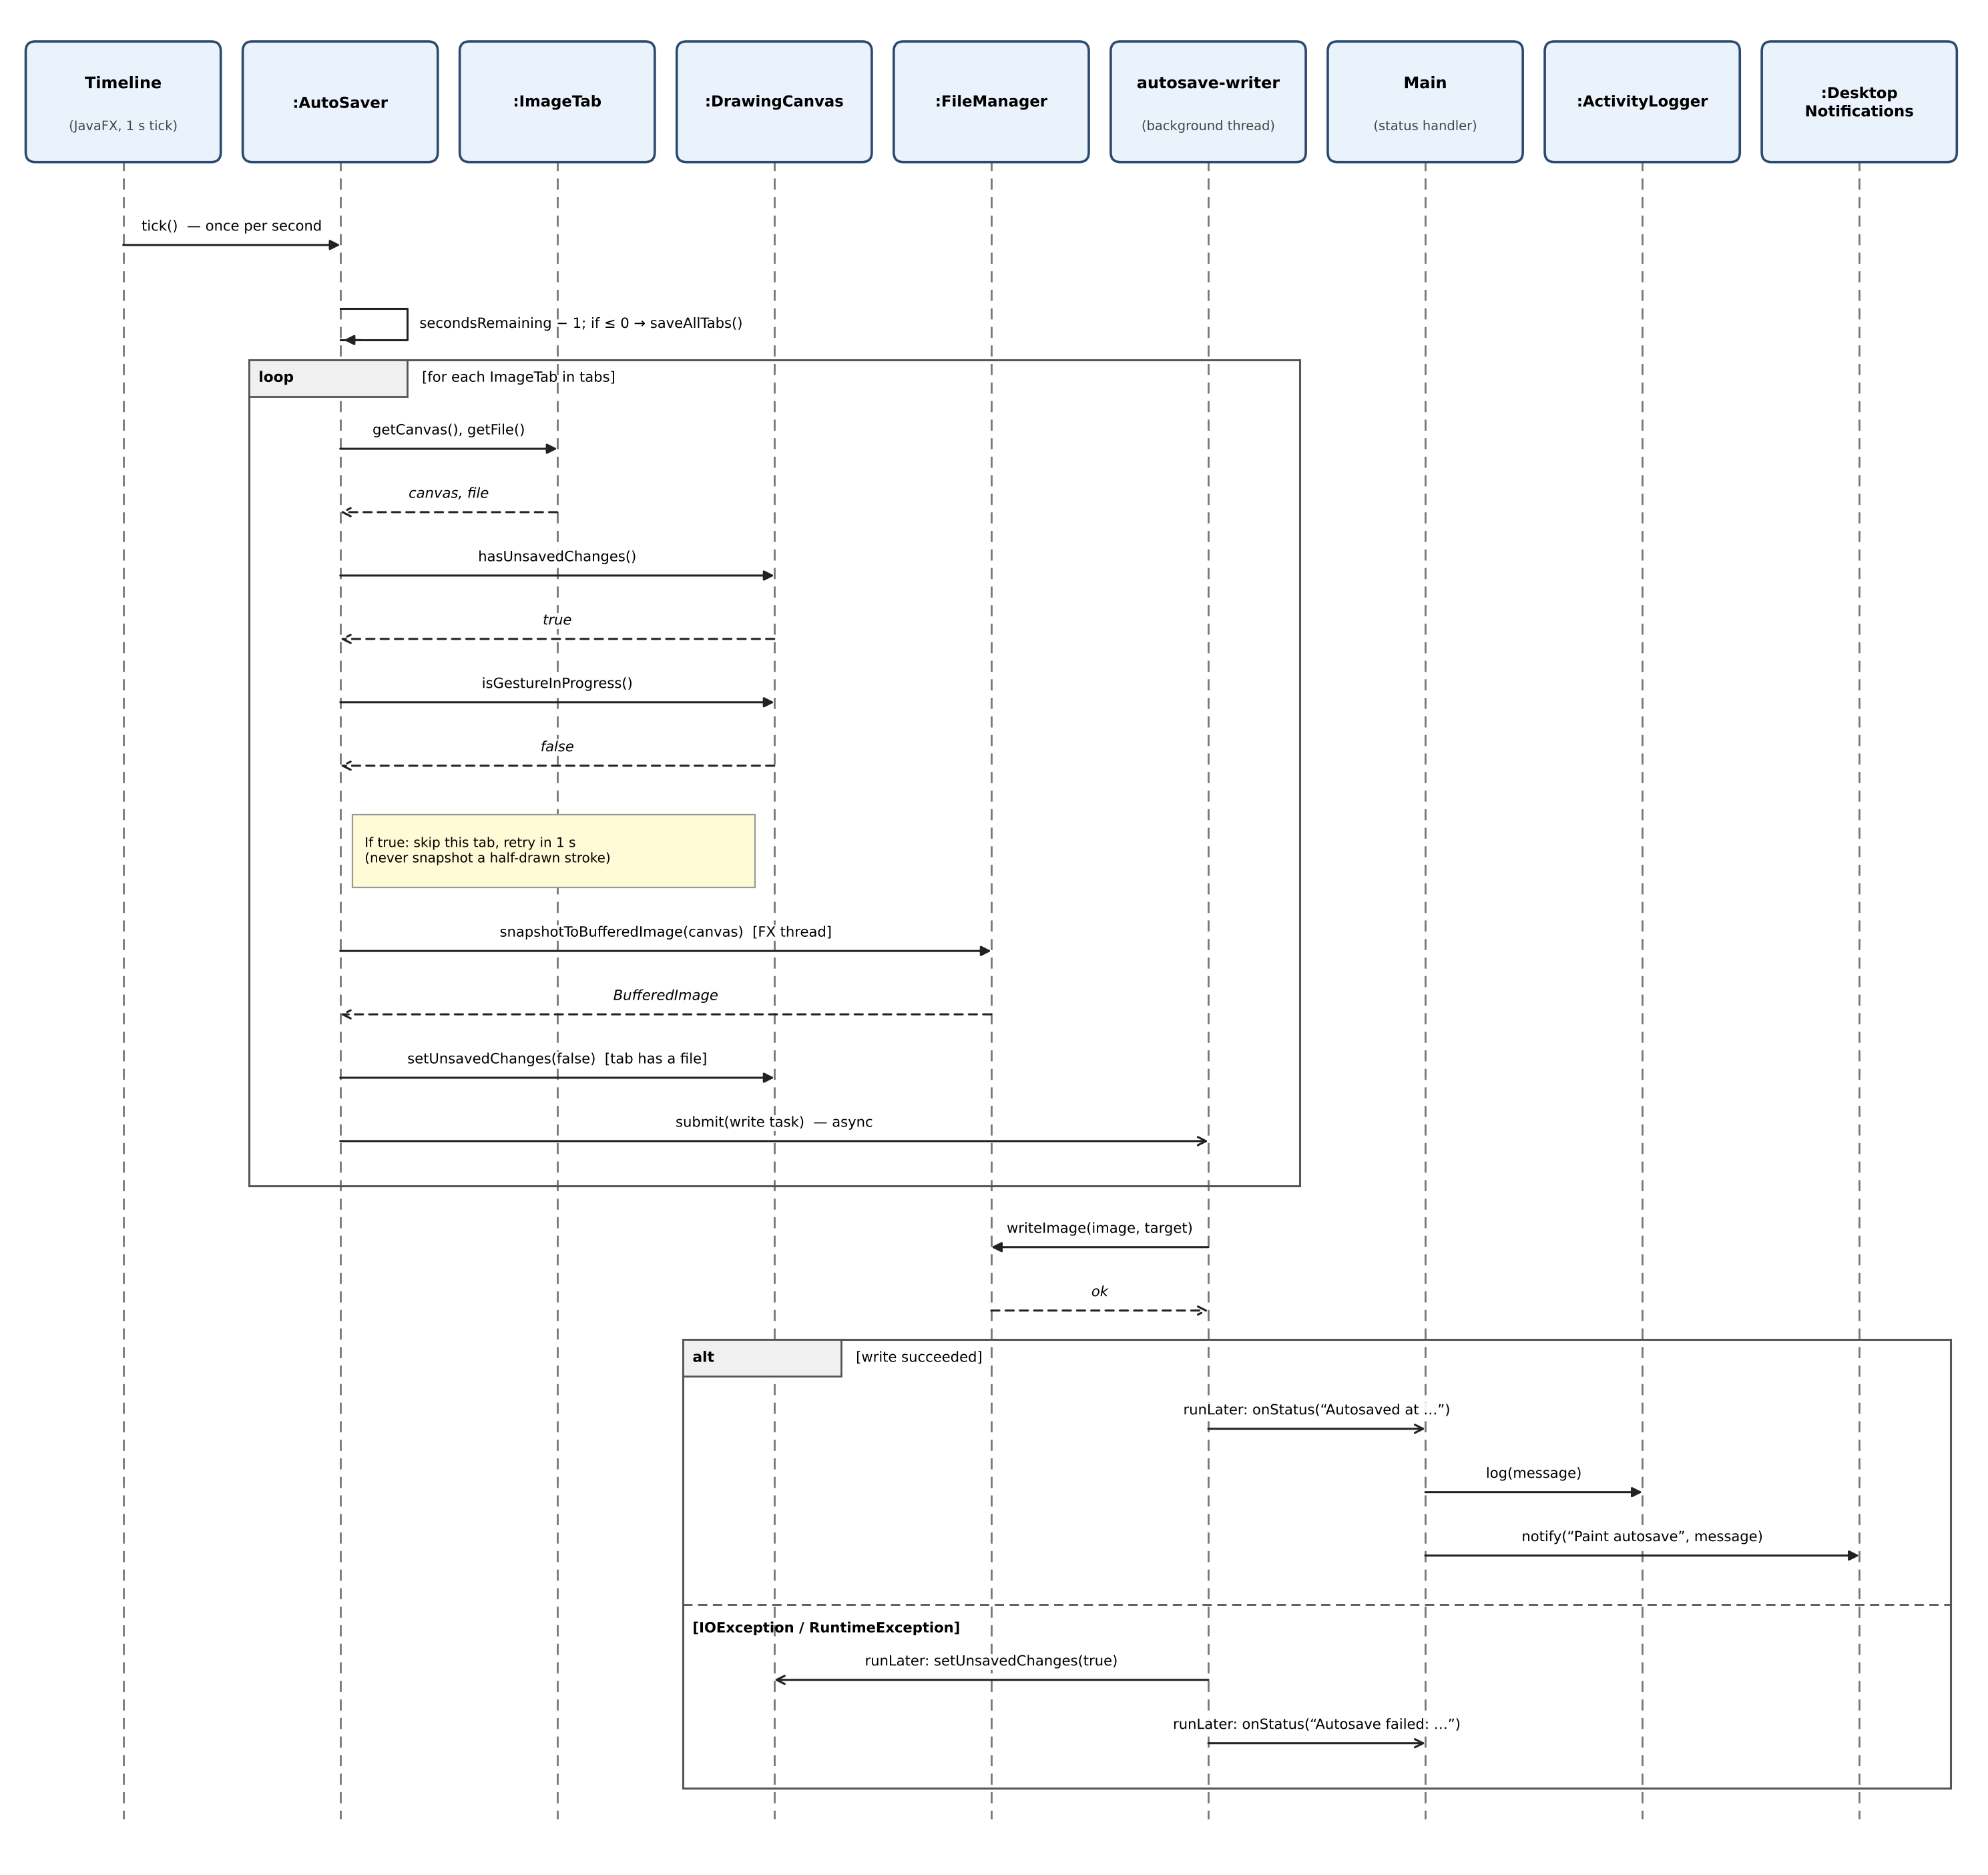 Timeline
(JavaFX, 1 s tick)
:AutoSaver
:ImageTab
:DrawingCanvas
:FileManager
autosave-writer
(background thread)
Main
(status handler)
:ActivityLogger
:Desktop
Notifications
tick()  — once per second
secondsRemaining − 1; if ≤ 0 → saveAllTabs()
loop
[for each ImageTab in tabs]
getCanvas(), getFile()
canvas, file
hasUnsavedChanges()
true
isGestureInProgress()
false
If true: skip this tab, retry in 1 s
(never snapshot a half-drawn stroke)
snapshotToBufferedImage(canvas)  [FX thread]
BufferedImage
setUnsavedChanges(false)  [tab has a file]
submit(write task)  — async
writeImage(image, target)
ok
alt
[write succeeded]
runLater: onStatus(“Autosaved at …”)
log(message)
notify(“Paint autosave”, message)
[IOException / RuntimeException]
runLater: setUnsavedChanges(true)
runLater: onStatus(“Autosave failed: …”)